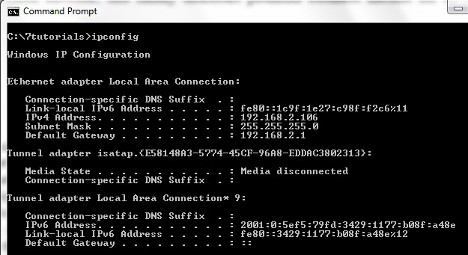 Command Prompt
C:\7tutorials>ipconfig
Windows IP Configuration
Ethernet adapter Local Area Connection:
Connection-specific DNS Suffix . :
Link-local IPv6 Address . . . . . : fe80::1c9f:1e27:c98f:f2c6%11
IPv4 Address. . . . . . . . . . . : 192.168.2.106
Subnet Mask . . . . . . . . . . . : 255.255.255.0
Default Gateway . . . . . . . . . : 192.168.2.1
Tunnel adapter isatap.{E58148A3-5774-45CF-96A8-EDDAC3802313}:
Media State . . . . . . . . . . . : Media disconnected
Connection-specific DNS Suffix . :
Tunnel adapter Local Area Connection* 9:
Connection-specific DNS Suffix . :
IPv6 Address. . . . . . . . . . . : 2001:0:5ef5:79fd:3429:1177:b08f:a48e
Link-local IPv6 Address . . . . . : fe80::3429:1177:b08f:a48e%12
Default Gateway . . . . . . . . . : ::